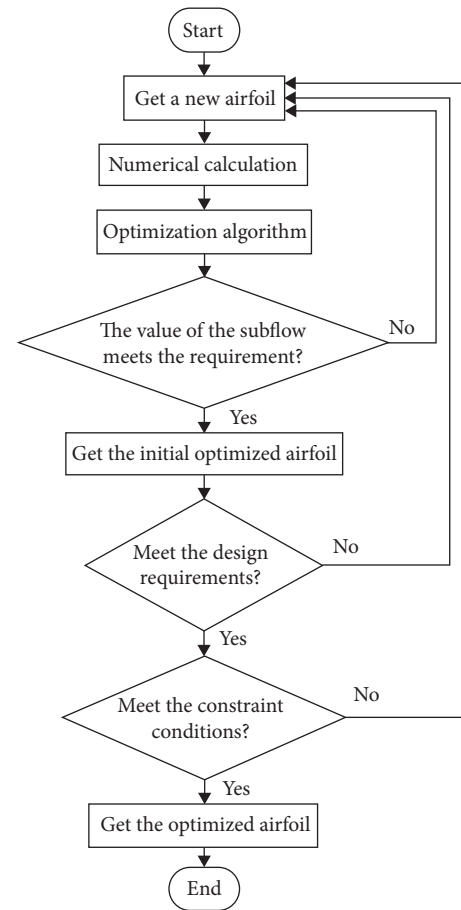 Start
Get a new airfoil
Numerical calculation
Optimization algorithm
The value of the subflow
meets the requirement?
No
Yes
Get the initial optimized airfoil
Meet the design
requirements?
No
Yes
Meet the constraint
conditions?
No
Yes
Get the optimized airfoil
End